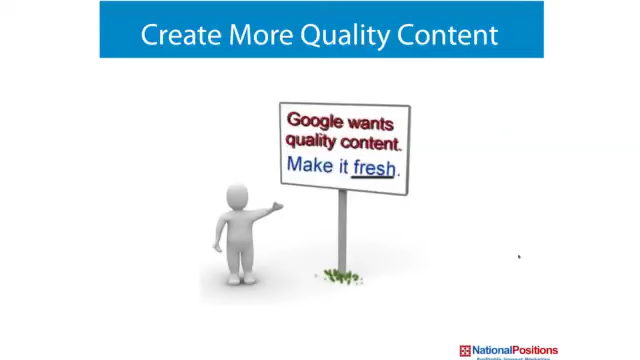 Create More Quality Content
Google wants
quality content.
Make it fresh.
NationalPositions